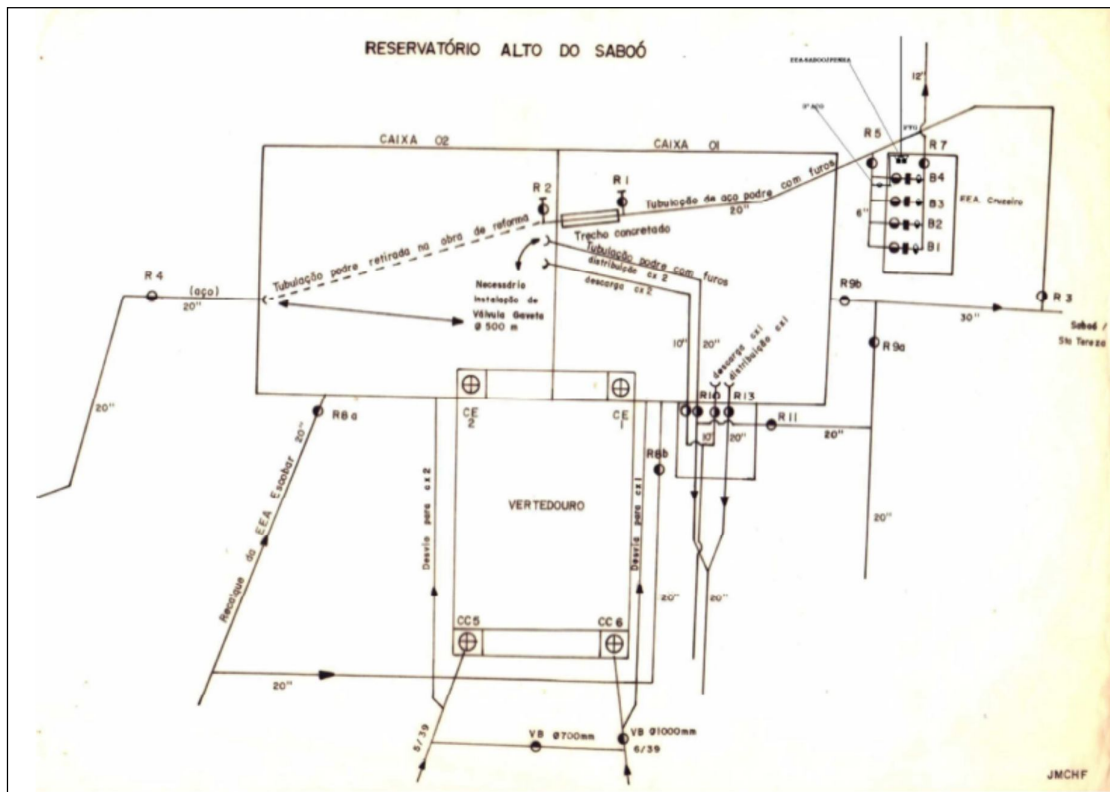 RESERVATÓRIO ALTO DO SABOÓ
12"
R 5
R 7
CAIXA 02
CAIXA 01
B4
B3
B2
B1
6"
EEA. Cruzeiro
R 2
R 1
Tubulação de aço podre com furos
20"
Trecho concretado
Tubulação podre retirada na obra de reforma
Tubulação podre com furos
distribuição cx 2
descarga cx 2
R 4
(aço)
20"
Necessário
instalação de
Válvula Gaveta
Ø 500 m
R9b
R 3
30"
Saboó /
Sta Tereza
R9a
10"
20"
descarga cx1
distribuição cx1
20"
R8a
CE
2
CE
1
R10
R13
R11
20"
10"
20"
R8b
Recalque da EEA Escobar 20"
Desvio para cx2
VERTEDOURO
Desvio para cx1
20"
20"
20"
CC5
CC6
20"
5/39
VB Ø700mm
VB Ø1000mm
6/39
JMCHF